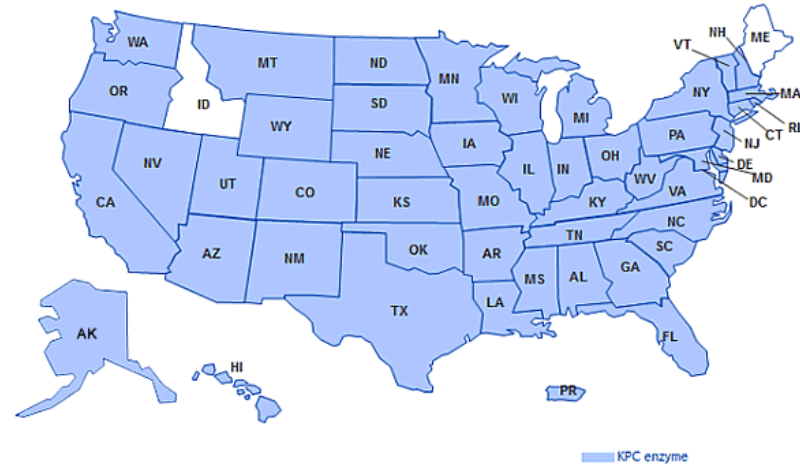 WA
OR
ID
MT
WY
ND
SD
NE
MN
WI
MI
IA
NV
CA
UT
CO
KS
MO
IL
IN
OH
KY
WV
PA
NY
VT
NH
ME
MA
RI
CT
NJ
DE
MD
DC
VA
NC
SC
TN
AZ
NM
OK
AR
TX
LA
MS
AL
GA
FL
AK
HI
PR
KPC enzyme